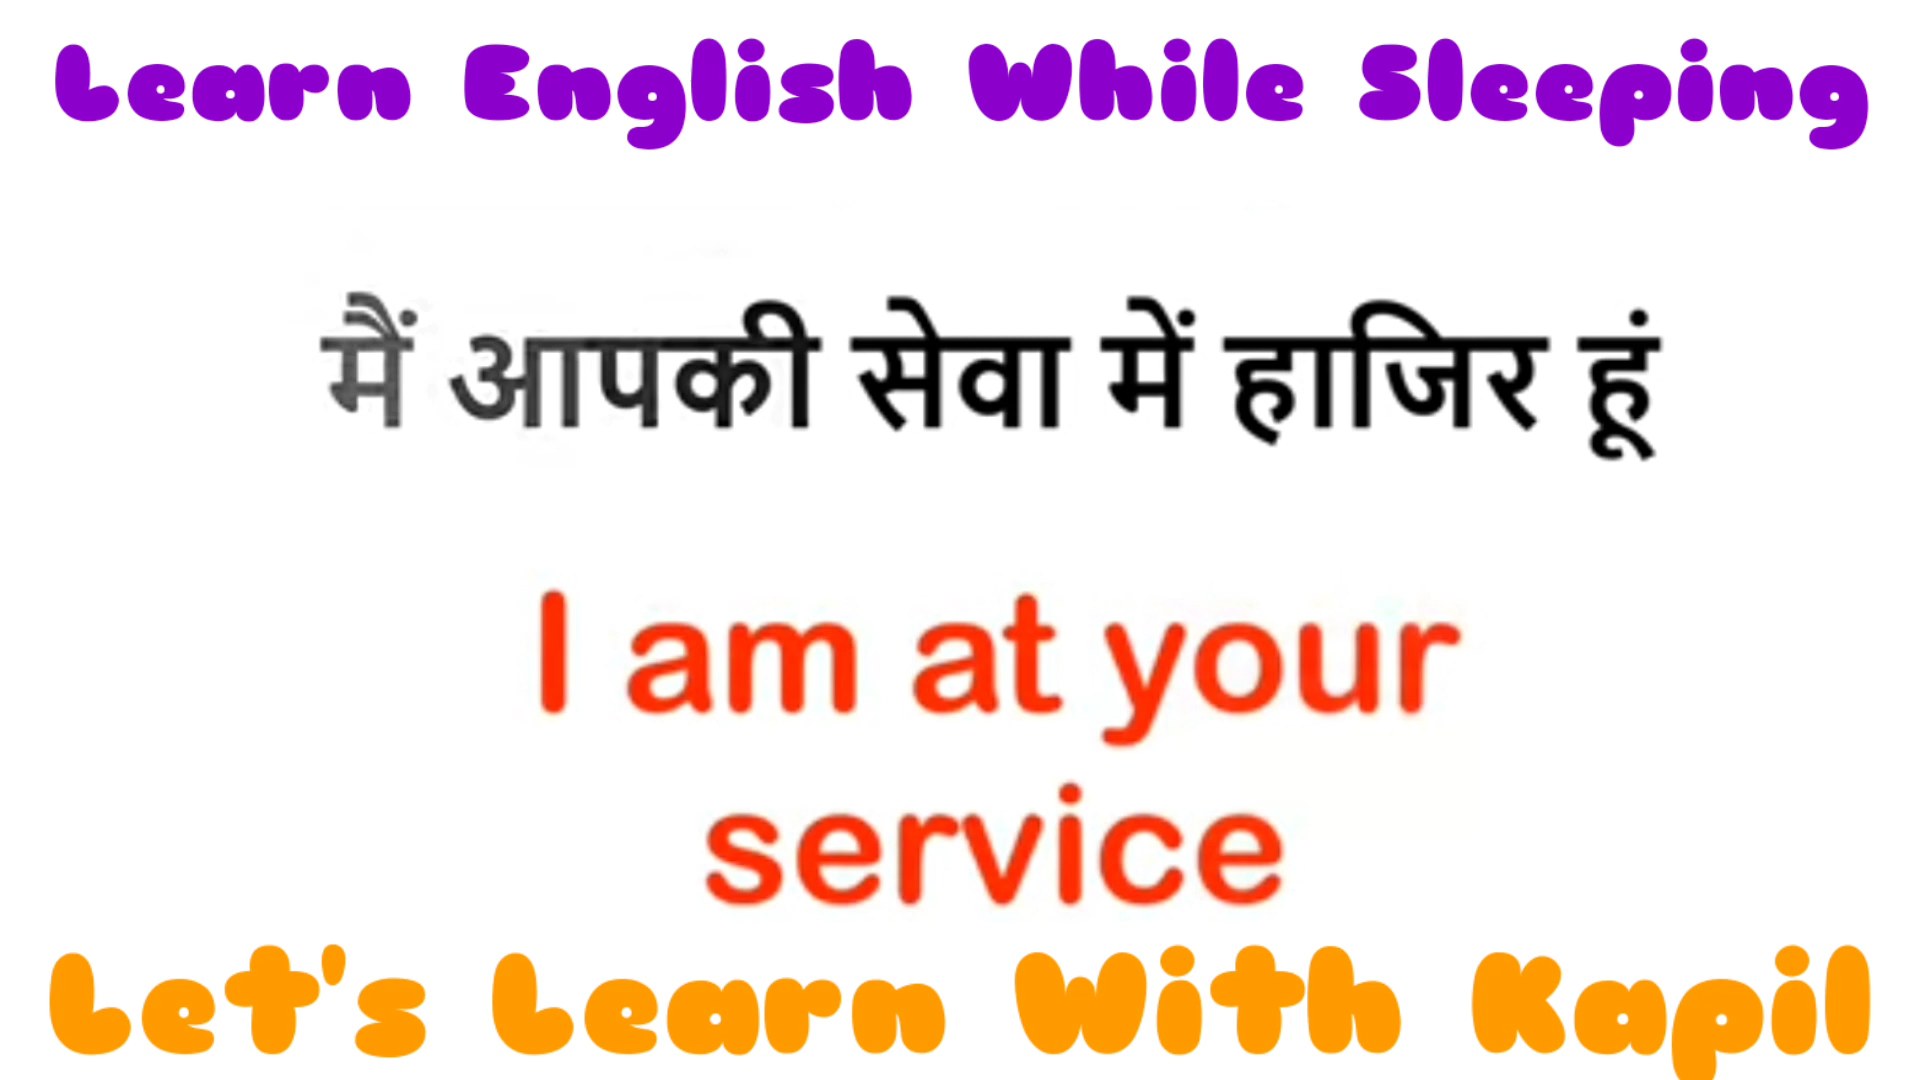 Learn English While Sleeping
मैं आपकी सेवा में हाजिर हूं
I am at your
service
Let's Learn With Kapil